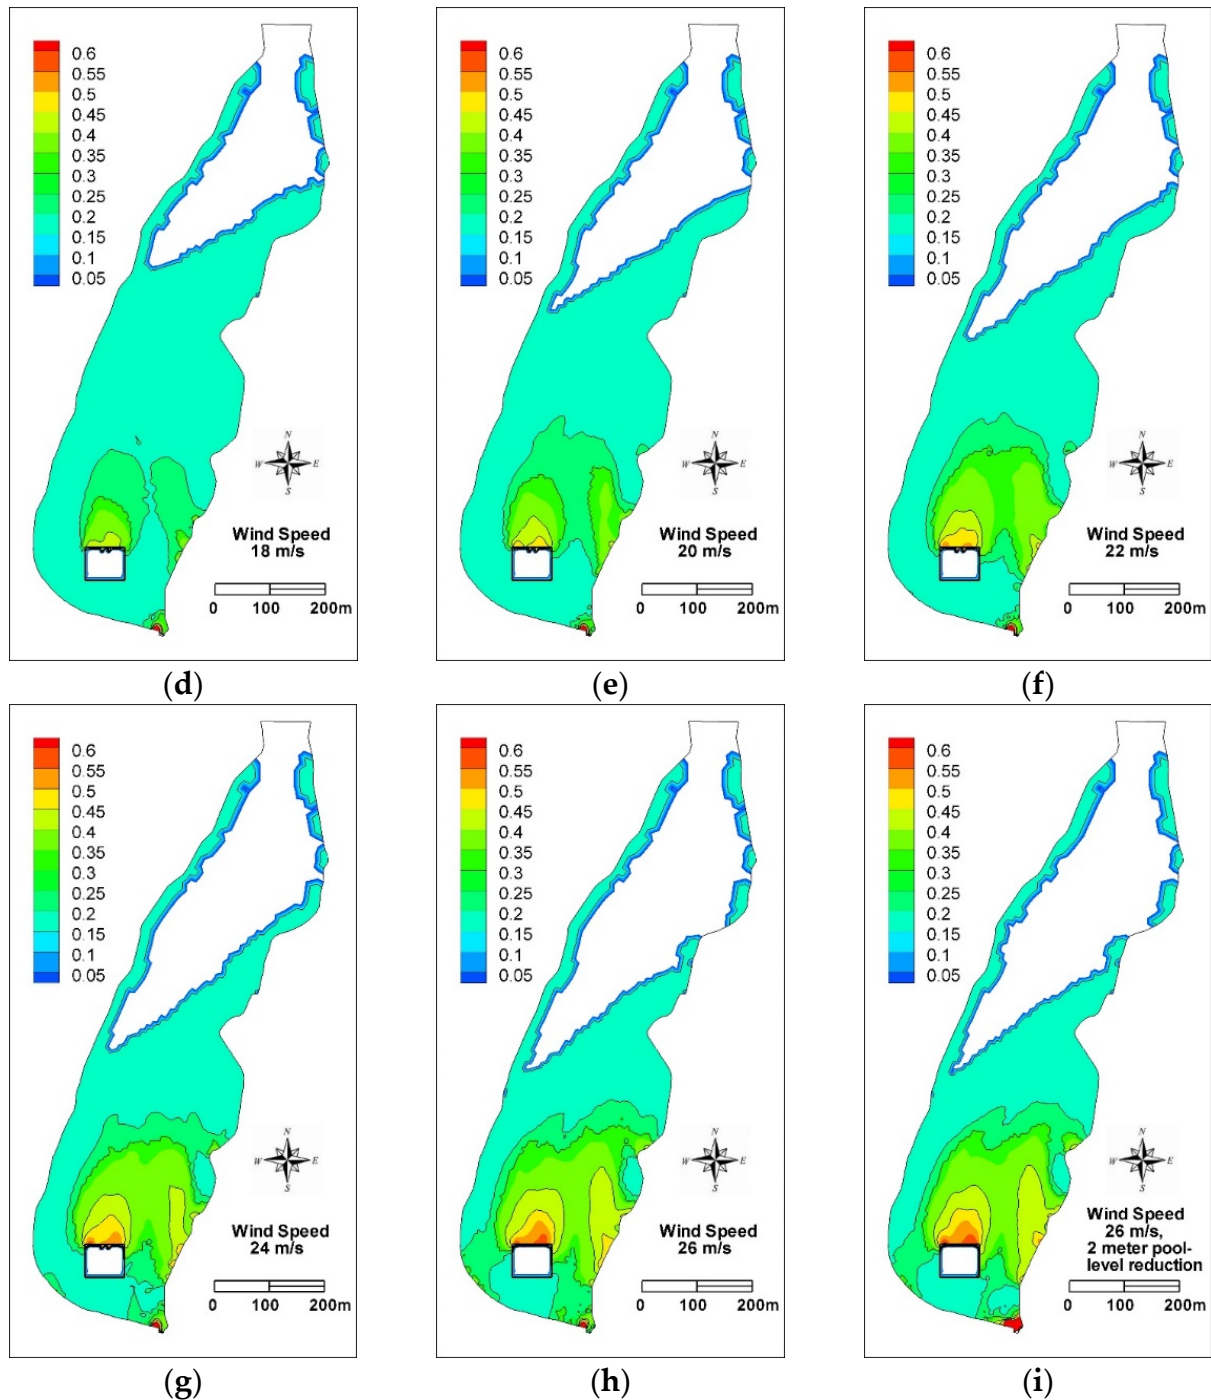 0.6
0.55
0.5
0.45
0.4
0.35
0.3
0.25
0.2
0.15
0.1
0.05
N
W E
S
Wind Speed
18 m/s
0 100 200m
(d)
0.6
0.55
0.5
0.45
0.4
0.35
0.3
0.25
0.2
0.15
0.1
0.05
N
W E
S
Wind Speed
20 m/s
0 100 200m
(e)
0.6
0.55
0.5
0.45
0.4
0.35
0.3
0.25
0.2
0.15
0.1
0.05
N
W E
S
Wind Speed
22 m/s
0 100 200m
(f)
0.6
0.55
0.5
0.45
0.4
0.35
0.3
0.25
0.2
0.15
0.1
0.05
N
W E
S
Wind Speed
24 m/s
0 100 200m
(g)
0.6
0.55
0.5
0.45
0.4
0.35
0.3
0.25
0.2
0.15
0.1
0.05
N
W E
S
Wind Speed
26 m/s
0 100 200m
(h)
0.6
0.55
0.5
0.45
0.4
0.35
0.3
0.25
0.2
0.15
0.1
0.05
N
W E
S
Wind Speed
26 m/s,
2 meter pool-
level reduction
0 100 200m
(i)